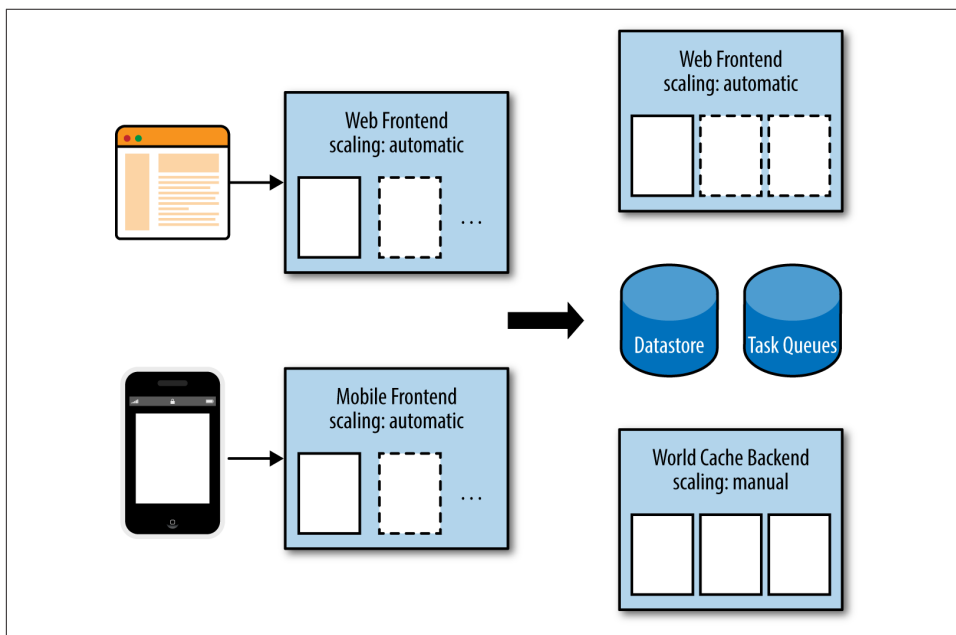 Web Frontend
scaling: automatic
...
Mobile Frontend
scaling: automatic
...
Web Frontend
scaling: automatic
Datastore
Task Queues
World Cache Backend
scaling: manual